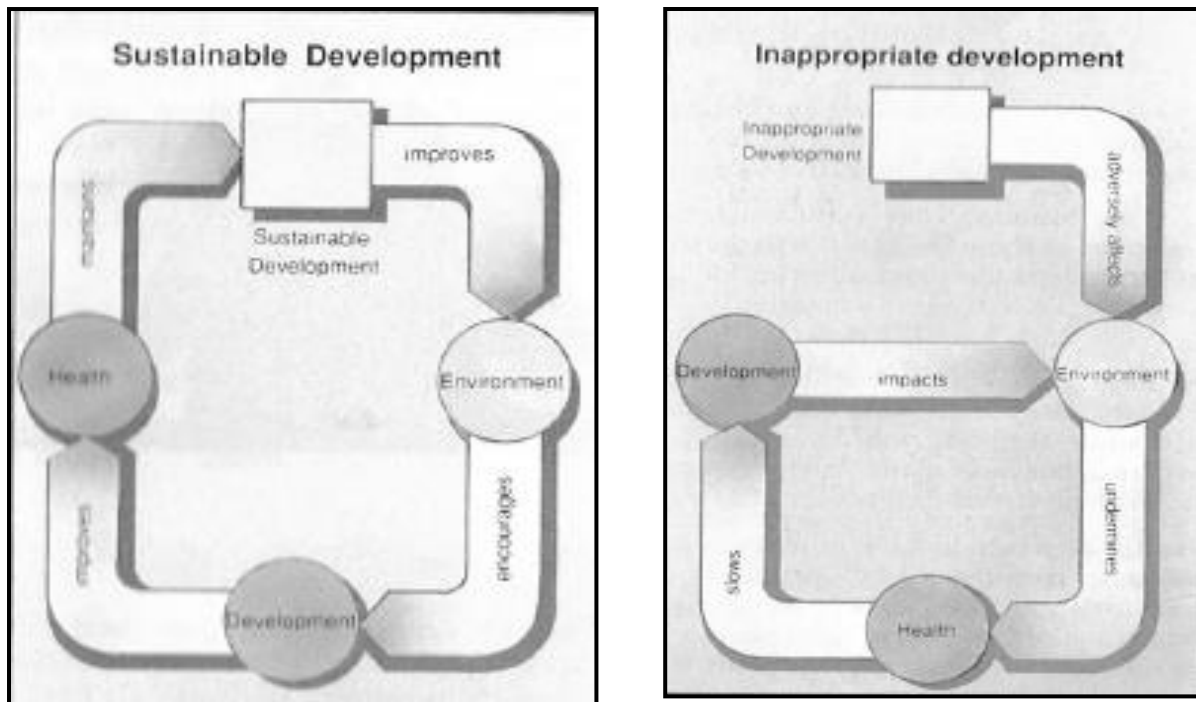 Sustainable Development
improves
maintains
Sustainable
Development
Health
Environment
improves
encourages
Development
Inappropriate development
Inappropriate
Development
adversely affects
Development
impacts
Environment
slows
undermines
Health